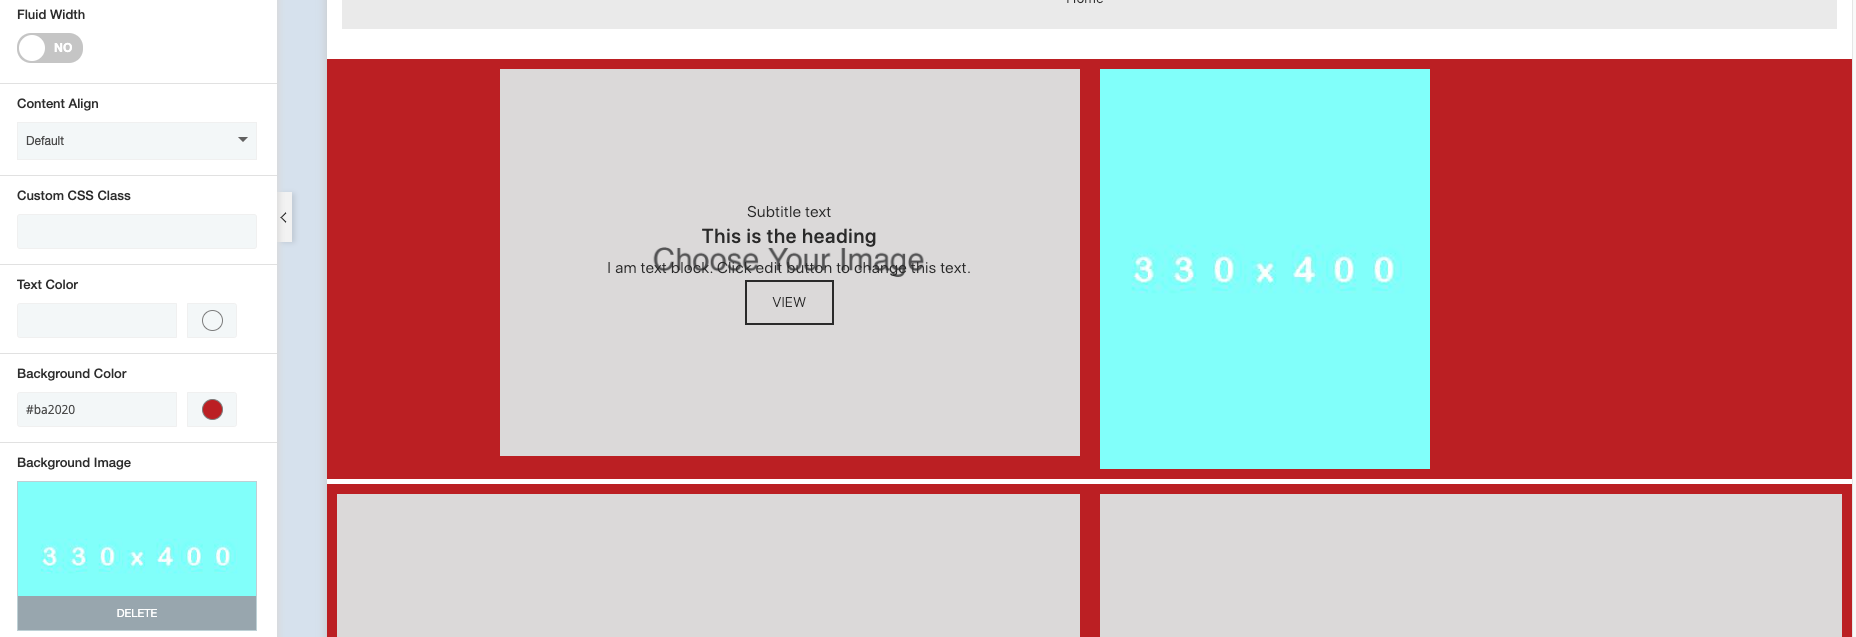 Fluid Width
NO
Content Align
Default
Custom CSS Class
Text Color
Background Color
#ba2020
Background Image
3 3 0 x 4 0 0
DELETE
Home
Subtitle text
This is the heading
Choose Your Image
I am text block. Click edit button to change this text.
VIEW
3 3 0 x 4 0 0